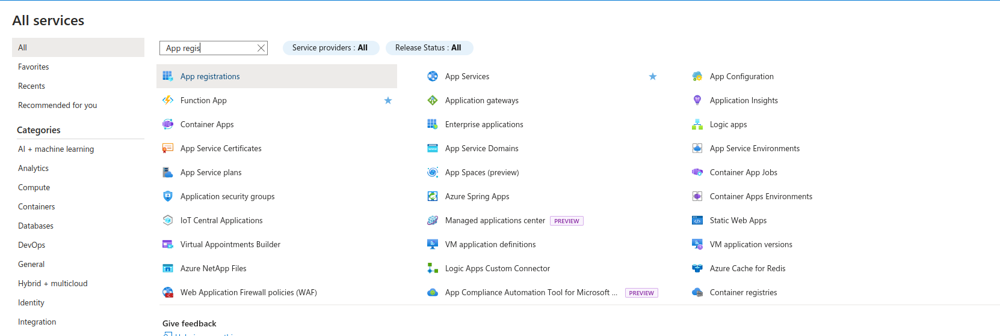 All services
All
Favorites
Recents
Recommended for you
Categories
AI + machine learning
Analytics
Compute
Containers
Databases
DevOps
General
Hybrid + multicloud
Identity
Integration
App regis
Service providers : All
Release Status : All
App registrations
App Services
App Configuration
Function App
Application gateways
Application Insights
Container Apps
Enterprise applications
Logic apps
App Service Certificates
App Service Domains
App Service Environments
App Service plans
App Spaces (preview)
Container App Jobs
Application security groups
Azure Spring Apps
Container Apps Environments
IoT Central Applications
Managed applications center PREVIEW
Static Web Apps
Virtual Appointments Builder
VM application definitions
VM application versions
Azure NetApp Files
Logic Apps Custom Connector
Azure Cache for Redis
Web Application Firewall policies (WAF)
App Compliance Automation Tool for Microsoft ... PREVIEW
Container registries
Give feedback